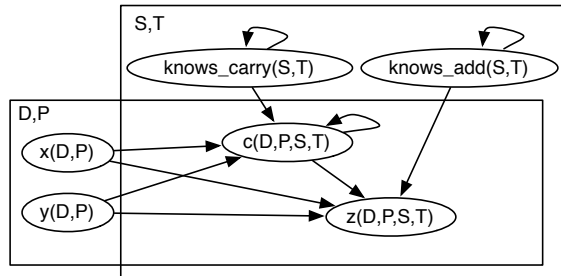 S,T
knows_carry(S,T)
knows_add(S,T)
D,P
x(D,P)
c(D,P,S,T)
y(D,P)
z(D,P,S,T)